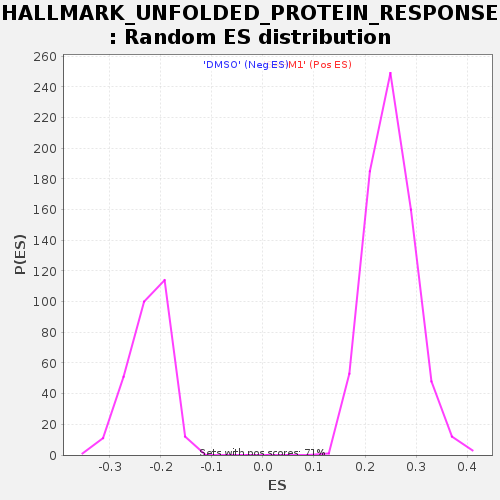 HALLMARK_UNFOLDED_PROTEIN_RESPONSE
: Random ES distribution
'DMSO' (Neg ES) M1' (Pos ES)
260
240
220
200
180
160
140
120
100
80
60
40
20
0
P(ES)
Sets with pos scores: 71%
-0.3 -0.2 -0.1 0.0 0.1 0.2 0.3 0.4
ES